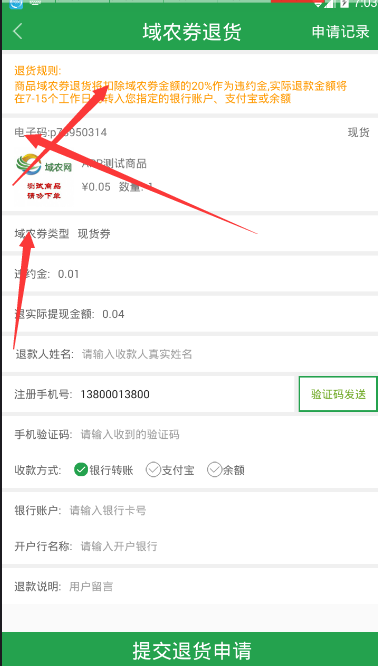 7:03
域农券退货
申请记录
退货规则:
商品域农券退货将扣除域农券金额的20%作为违约金,实际退款金额将
在7-15个工作日内转入您指定的银行账户、支付宝或余额
电子码:p76950314
现货
域农网
测试商品
请勿下单
APP测试商品
¥0.05 数量: 1
域农券类型 现货券
违约金: 0.01
退实际提现金额: 0.04
退款人姓名: 请输入收款人真实姓名
注册手机号: 13800013800
验证码发送
手机验证码: 请输入收到的验证码
收款方式: 银行转账 支付宝 余额
银行账户: 请输入银行卡号
开户行名称: 请输入开户银行
退款说明: 用户留言
提交退货申请